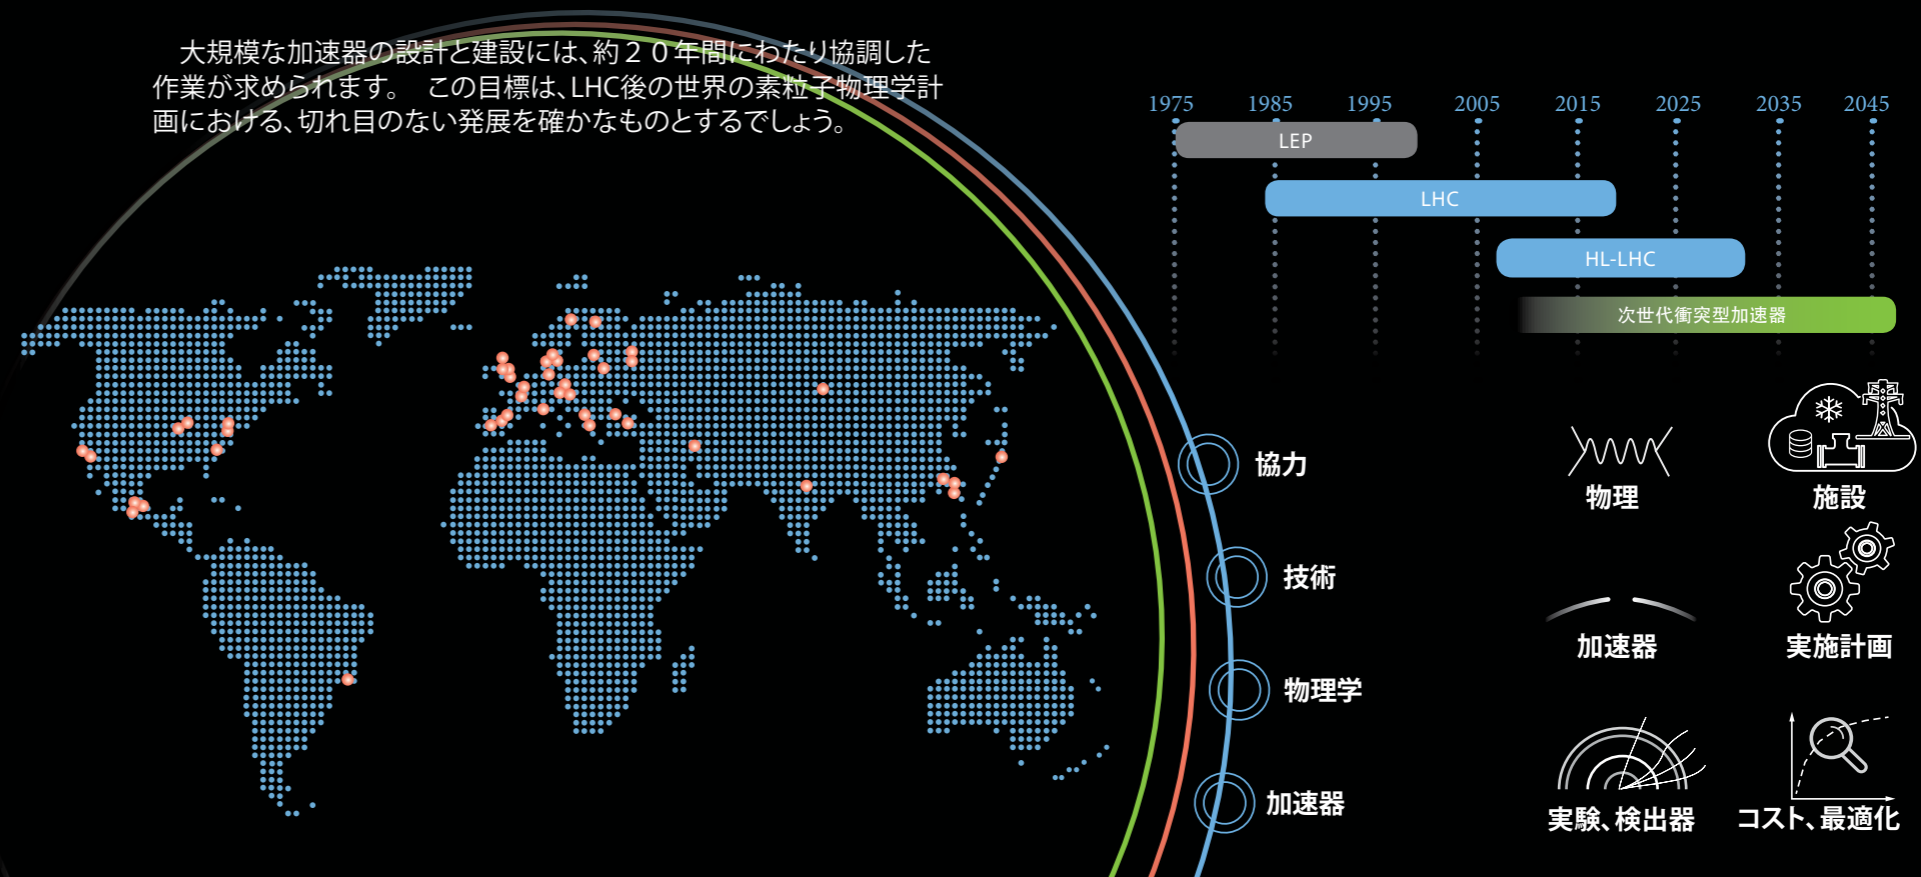 大規模な加速器の設計と建設には、約２０年間にわたり協調した
作業が求められます。　この目標は、LHC後の世界の素粒子物理学計
画における、切れ目のない発展を確かなものとするでしょう。
1975 1985 1995 2005 2015 2025 2035 2045
LEP
LHC
HL-LHC
次世代衝突型加速器
協力
技術
物理学
加速器
物理
施設
加速器
実施計画
実験、検出器
コスト、最適化